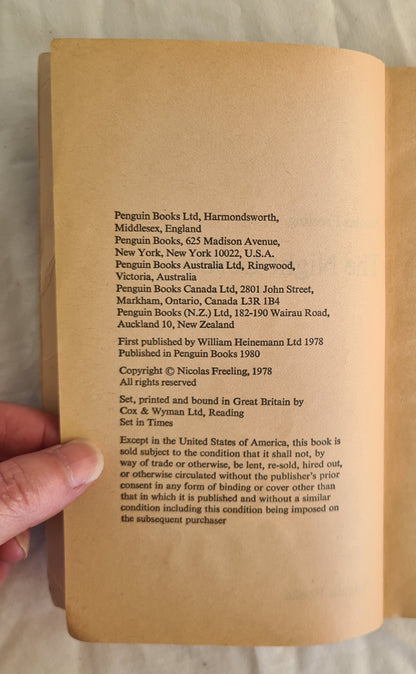 Penguin Books Ltd, Harmondsworth,
Middlesex, England
Penguin Books, 625 Madison Avenue,
New York, New York 10022, U.S.A.
Penguin Books Australia Ltd, Ringwood,
Victoria, Australia
Penguin Books Canada Ltd, 2801 John Street,
Markham, Ontario, Canada L3R 1B4
Penguin Books (N.Z.) Ltd, 182-190 Wairau Road,
Auckland 10, New Zealand
First published by William Heinemann Ltd 1978
Published in Penguin Books 1980
Copyright © Nicolas Freeling, 1978
All rights reserved
Set, printed and bound in Great Britain by
Cox & Wyman Ltd, Reading
Set in Times
Except in the United States of America, this book is
sold subject to the condition that it shall not, by
way of trade or otherwise, be lent, re-sold, hired out,
or otherwise circulated without the publisher's prior
consent in any form of binding or cover other than
that in which it is published and without a similar
condition including this condition being imposed on
the subsequent purchaser